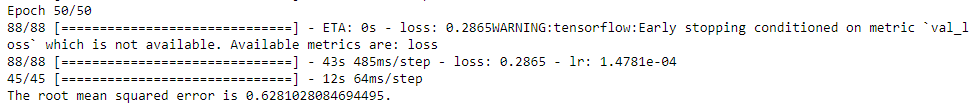 Epoch 50/50
88/88 [==============================] - ETA: 0s - loss: 0.2865WARNING:tensorflow:Early stopping conditioned on metric `val_l
oss` which is not available. Available metrics are: loss
88/88 [==============================] - 43s 485ms/step - loss: 0.2865 - lr: 1.4781e-04
45/45 [==============================] - 12s 64ms/step
The root mean squared error is 0.6281028084694495.